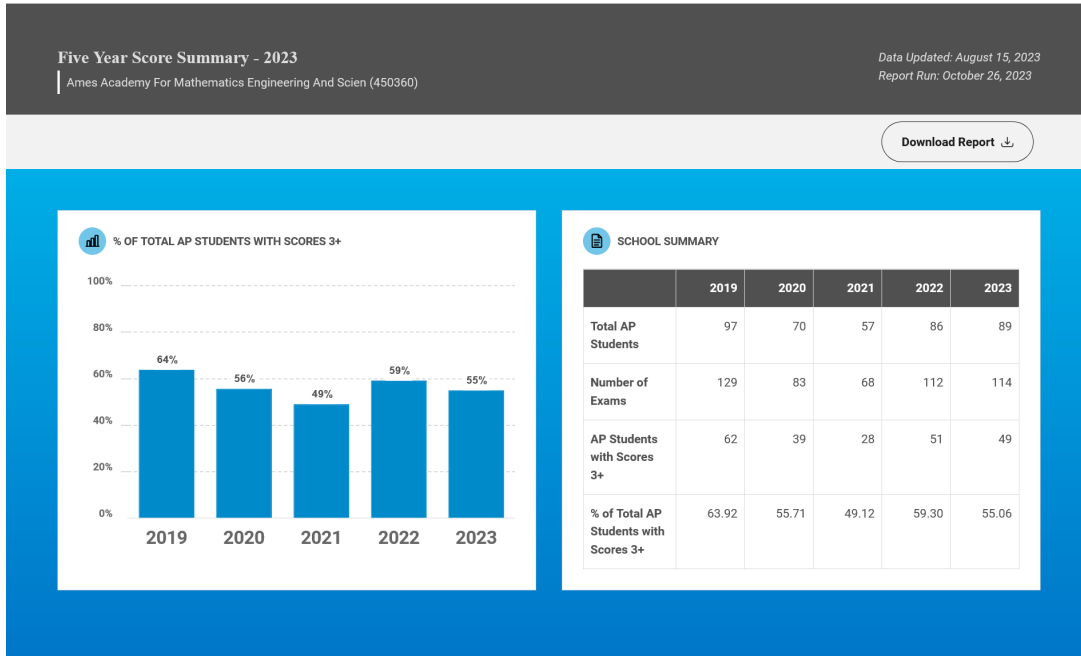 Five Year Score Summary - 2023
Ames Academy For Mathematics Engineering And Scien (450360)
Data Updated: August 15, 2023
Report Run: October 26, 2023
Download Report
% OF TOTAL AP STUDENTS WITH SCORES 3+
100%
80%
60%
40%
20%
0%
64%
56%
49%
59%
55%
2019 2020 2021 2022 2023
SCHOOL SUMMARY
2019 2020 2021 2022 2023
Total AP
Students
97 70 57 86 89
Number of
Exams
129 83 68 112 114
AP Students
with Scores
3+
62 39 28 51 49
% of Total AP
Students with
Scores 3+
63.92 55.71 49.12 59.30 55.06